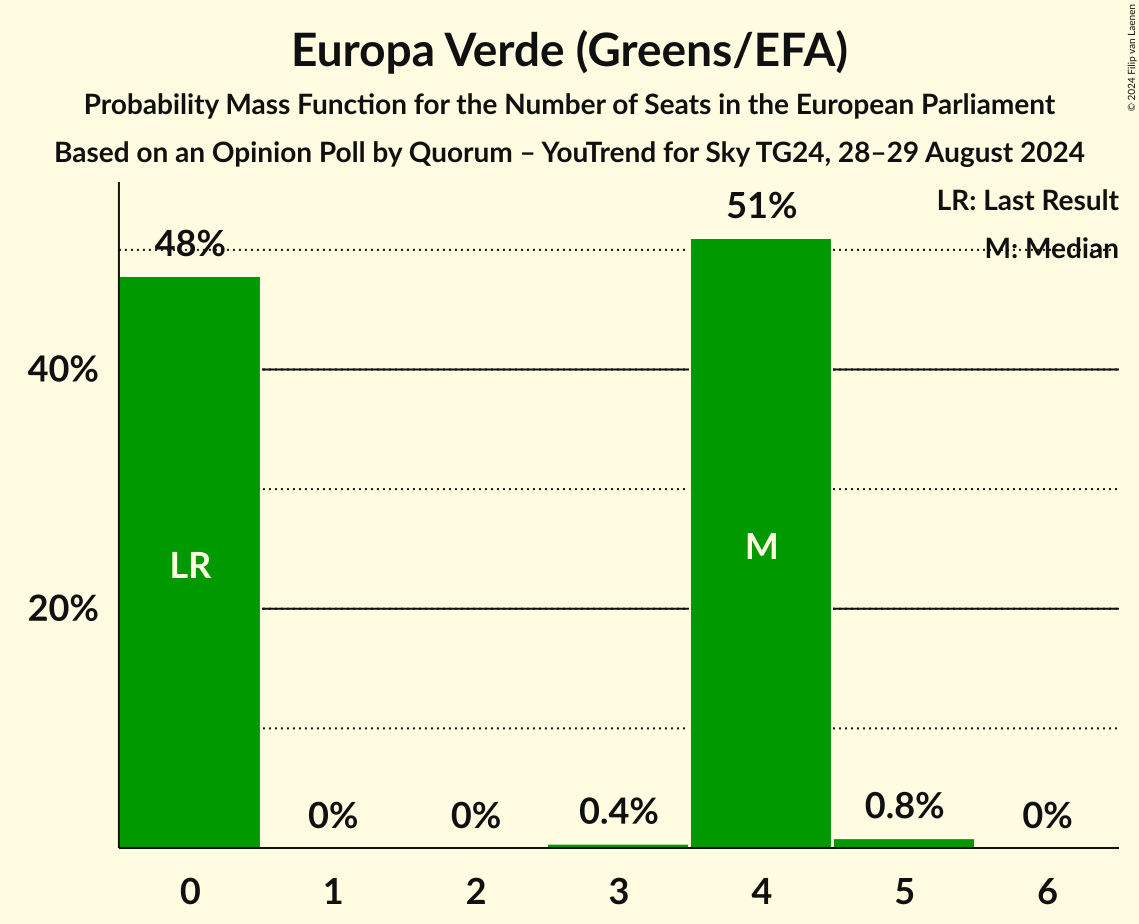 Europa Verde (Greens/EFA)
Probability Mass Function for the Number of Seats in the European Parliament
Based on an Opinion Poll by Quorum – YouTrend for Sky TG24, 28–29 August 2024
© 2024 Filip van Laenen
LR: Last Result
M: Median
48%
51%
40%
20%
LR
M
0%
0%
0.4%
0.8%
0%
0
1
2
3
4
5
6